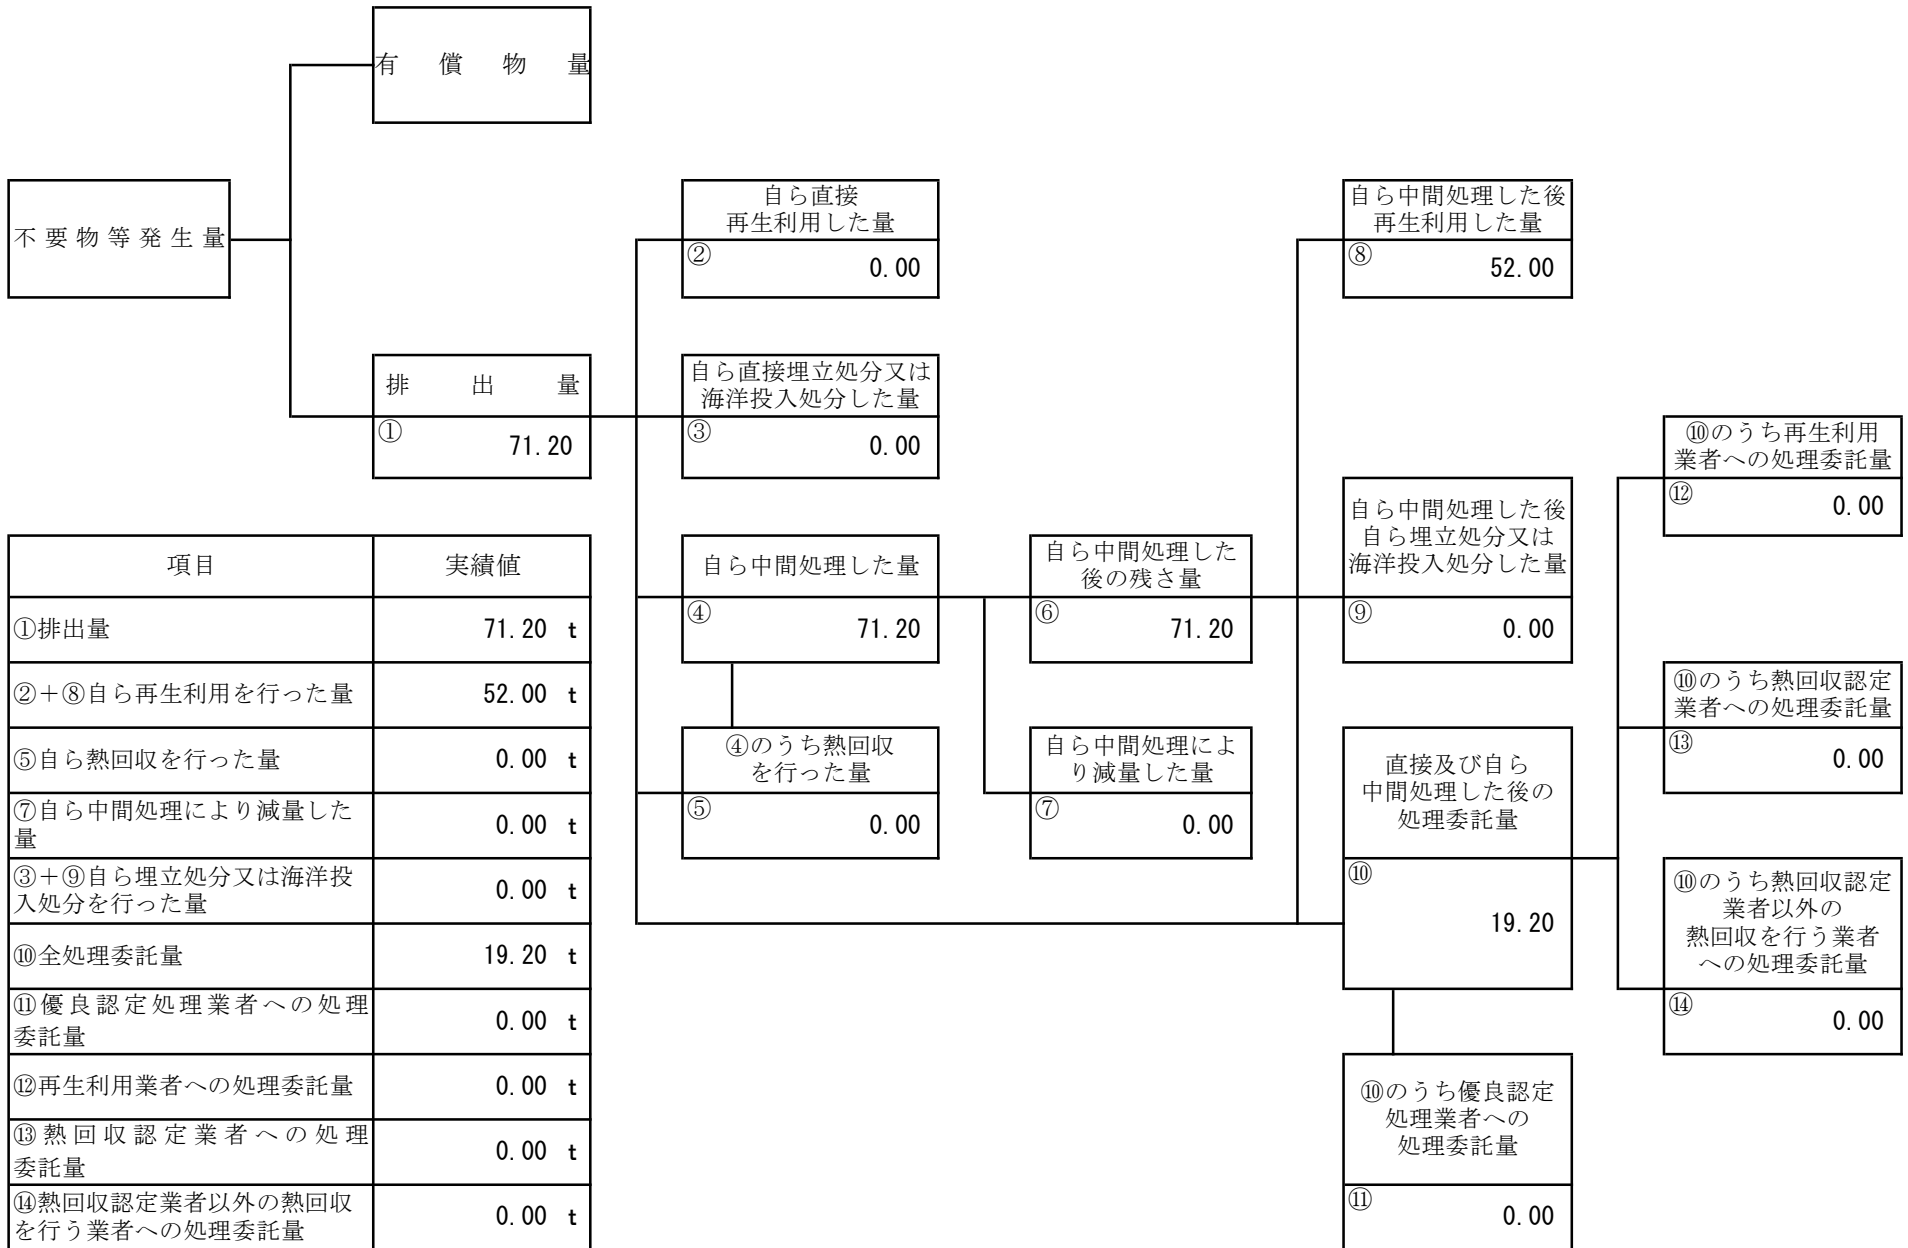 有償物量
不要物等発生量
排出量
① 71.20
自ら直接
再生利用した量
② 0.00
自ら直接埋立処分又は
海洋投入処分した量
③ 0.00
自ら中間処理した量
④ 71.20
④のうち熱回収
を行った量
⑤ 0.00
自ら中間処理した
後の残さ量
⑥ 71.20
自ら中間処理によ
り減量した量
⑦ 0.00
自ら中間処理した後
再生利用した量
⑧ 52.00
自ら中間処理した後
自ら埋立処分又は
海洋投入処分した量
⑨ 0.00
直接及び自ら
中間処理した後の
処理委託量
⑩
19.20
⑩のうち優良認定
処理業者への
処理委託量
⑪ 0.00
⑩のうち再生利用
業者への処理委託量
⑫ 0.00
⑩のうち熱回収認定
業者への処理委託量
⑬ 0.00
⑩のうち熱回収認定
業者以外の
熱回収を行う業者
への処理委託量
⑭ 0.00
項目 実績値
①排出量 71.20 t
②＋⑧自ら再生利用を行った量 52.00 t
⑤自ら熱回収を行った量 0.00 t
⑦自ら中間処理により減量した
量 0.00 t
③＋⑨自ら埋立処分又は海洋投
入処分を行った量 0.00 t
⑩全処理委託量 19.20 t
⑪優良認定処理業者への処理
委託量 0.00 t
⑫再生利用業者への処理委託量 0.00 t
⑬熱回収認定業者への処理
委託量 0.00 t
⑭熱回収認定業者以外の熱回収
を行う業者への処理委託量 0.00 t